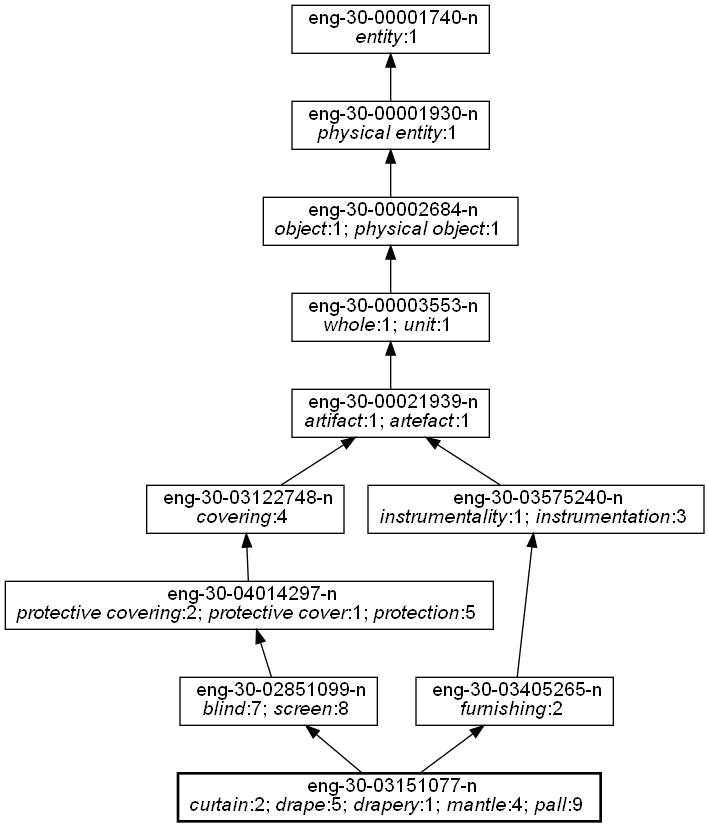 eng-30-00001740-n
entity:1
eng-30-00001930-n
physical entity:1
eng-30-00002684-n
object:1; physical object:1
eng-30-00003553-n
whole:1; unit:1
eng-30-00021939-n
artifact:1; artefact:1
eng-30-03122748-n
covering:4
eng-30-03575240-n
instrumentality:1; instrumentation:3
eng-30-04014297-n
protective covering:2; protective cover:1; protection:5
eng-30-02851099-n
blind:7; screen:8
eng-30-03405265-n
furnishing:2
eng-30-03151077-n
curtain:2; drape:5; drapery:1; mantle:4; pall:9